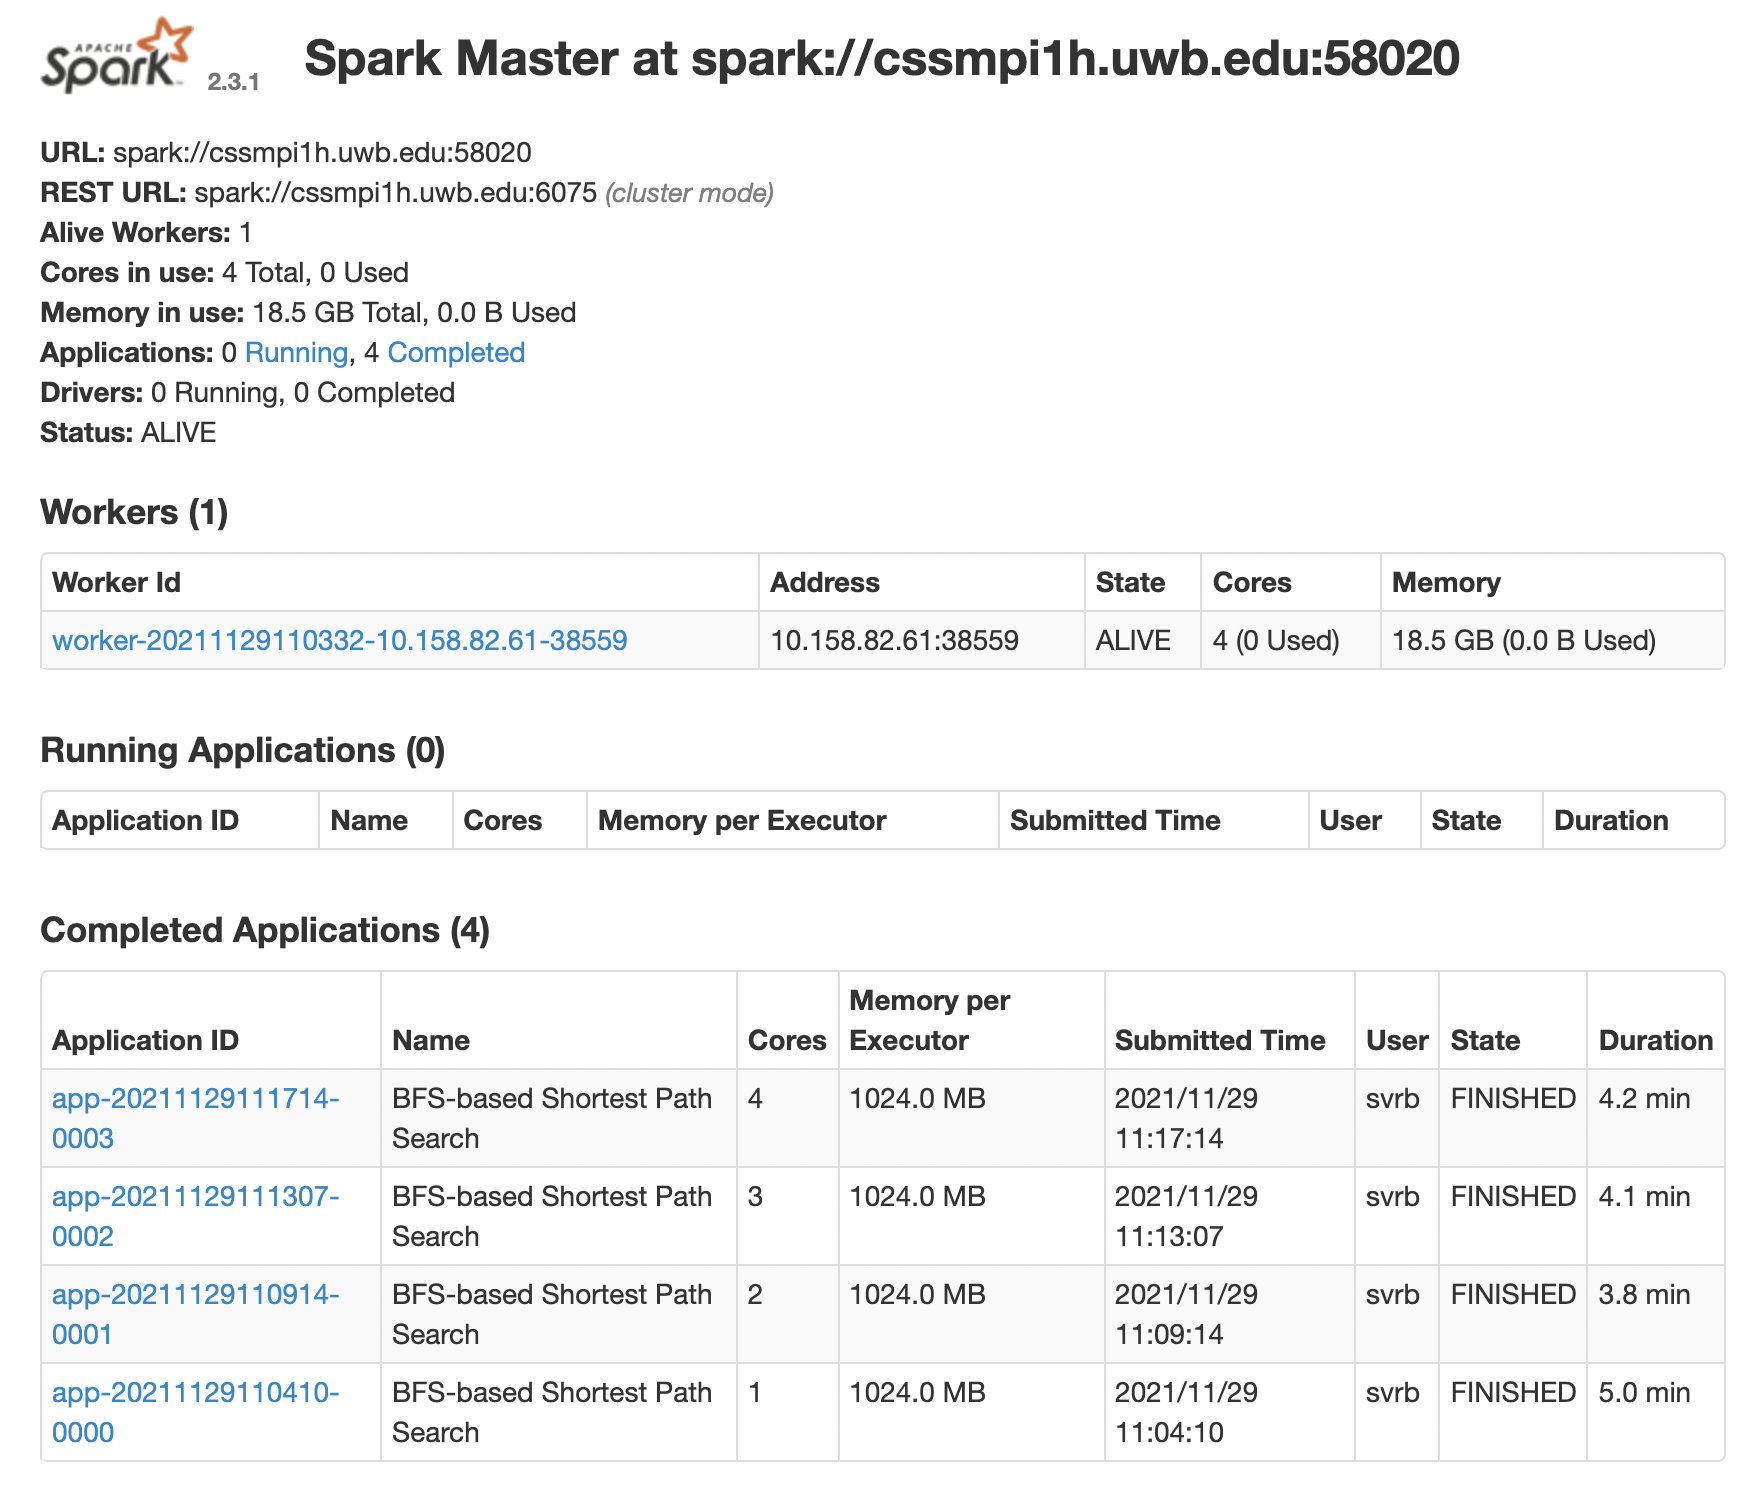 APACHE
Spark™ 2.3.1
Spark Master at spark://cssmpi1h.uwb.edu:58020
URL: spark://cssmpi1h.uwb.edu:58020
REST URL: spark://cssmpi1h.uwb.edu:6075 (cluster mode)
Alive Workers: 1
Cores in use: 4 Total, 0 Used
Memory in use: 18.5 GB Total, 0.0 B Used
Applications: 0 Running, 4 Completed
Drivers: 0 Running, 0 Completed
Status: ALIVE
Workers (1)
Worker Id Address State Cores Memory
worker-20211129110332-10.158.82.61-38559 10.158.82.61:38559 ALIVE 4 (0 Used) 18.5 GB (0.0 B Used)
Running Applications (0)
Application ID Name Cores Memory per Executor Submitted Time User State Duration
Completed Applications (4)
Memory per
Application ID Name Cores Executor Submitted Time User State Duration
app-20211129111714- BFS-based Shortest Path 4 1024.0 MB 2021/11/29 svrb FINISHED 4.2 min
0003 Search 11:17:14
app-20211129111307- BFS-based Shortest Path 3 1024.0 MB 2021/11/29 svrb FINISHED 4.1 min
0002 Search 11:13:07
app-20211129110914- BFS-based Shortest Path 2 1024.0 MB 2021/11/29 svrb FINISHED 3.8 min
0001 Search 11:09:14
app-20211129110410- BFS-based Shortest Path 1 1024.0 MB 2021/11/29 svrb FINISHED 5.0 min
0000 Search 11:04:10